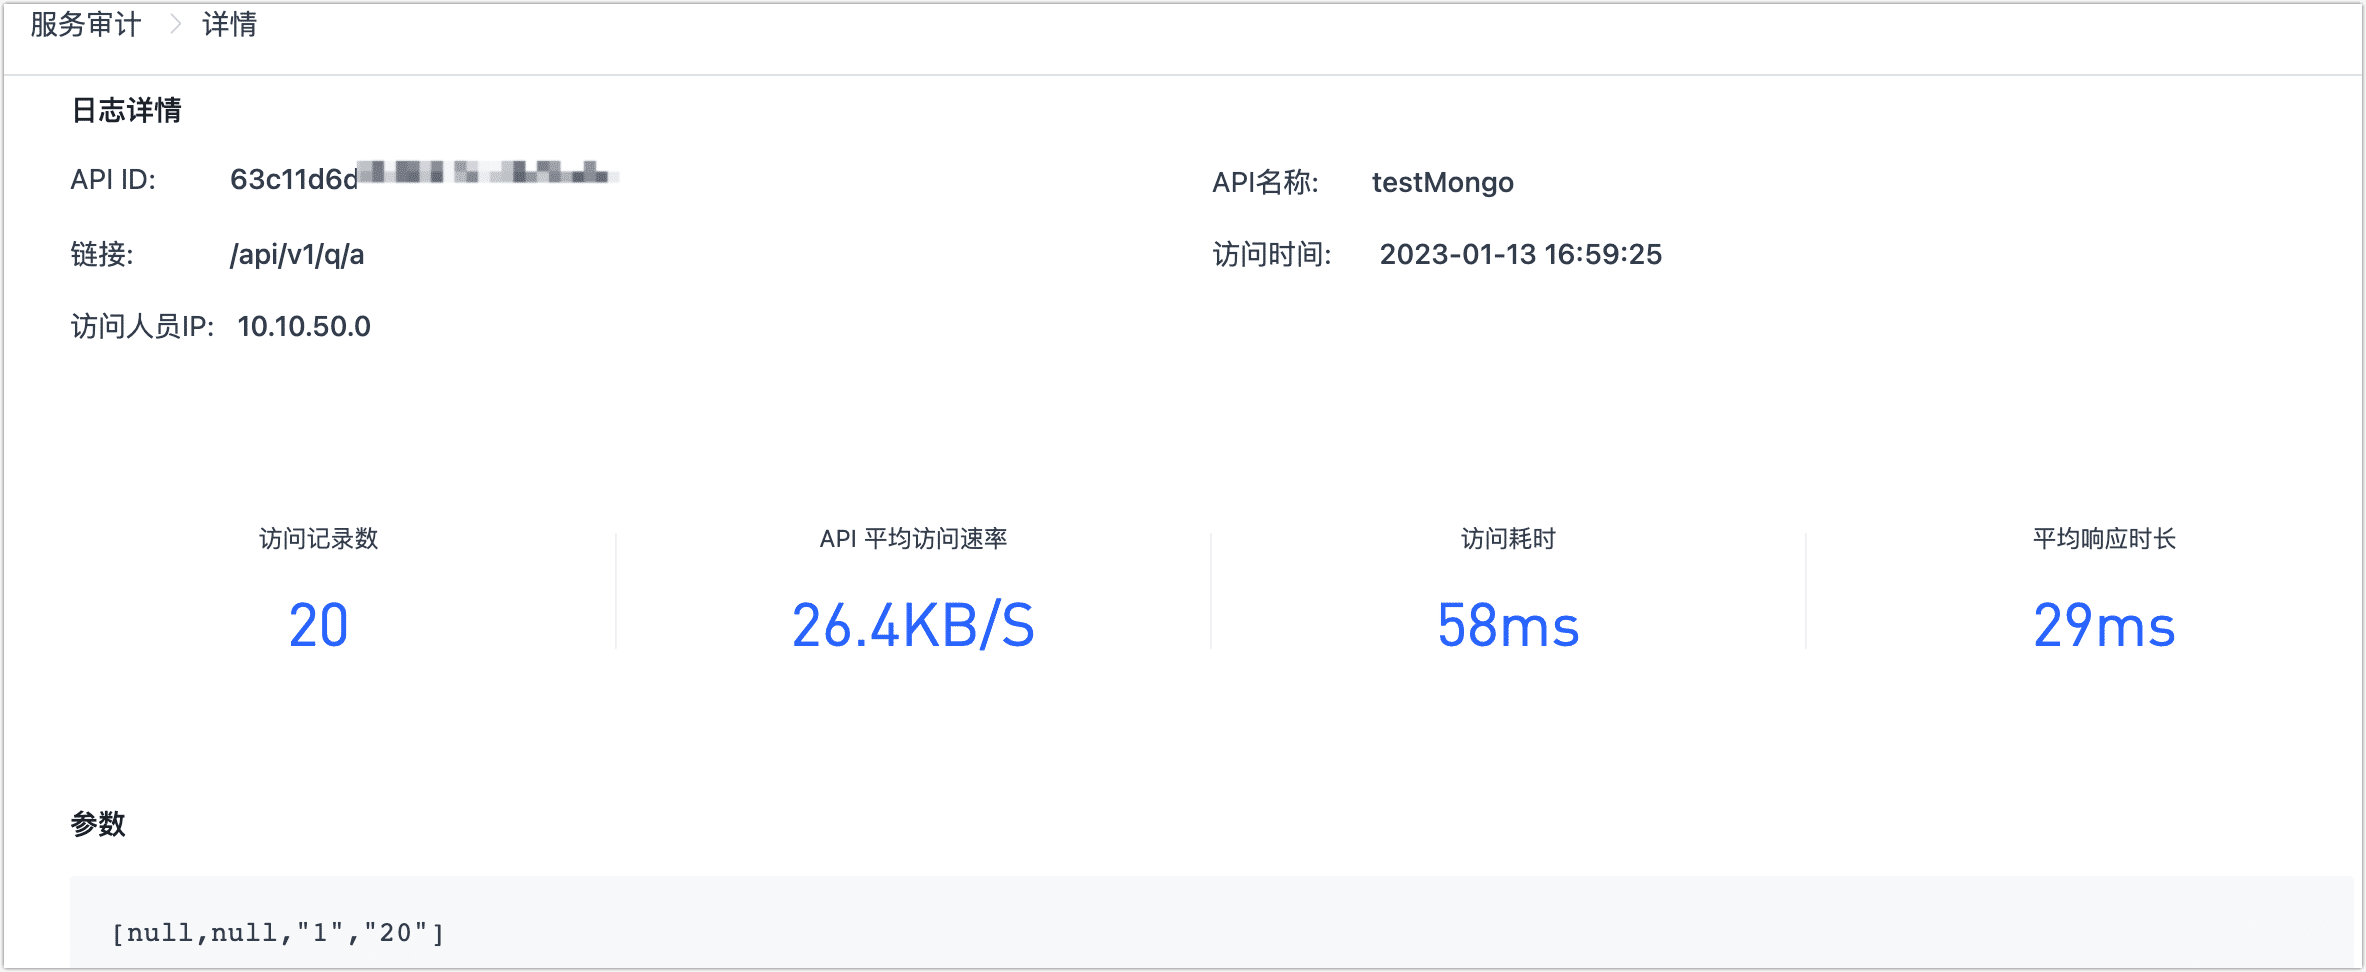 服务审计 > 详情
日志详情
API ID: 63c11d6d
API名称: testMongo
链接: /api/v1/q/a
访问时间: 2023-01-13 16:59:25
访问人员IP: 10.10.50.0
访问记录数
API 平均访问速率
访问耗时
平均响应时长
20
26.4KB/S
58ms
29ms
参数
[null,null,"1","20"]